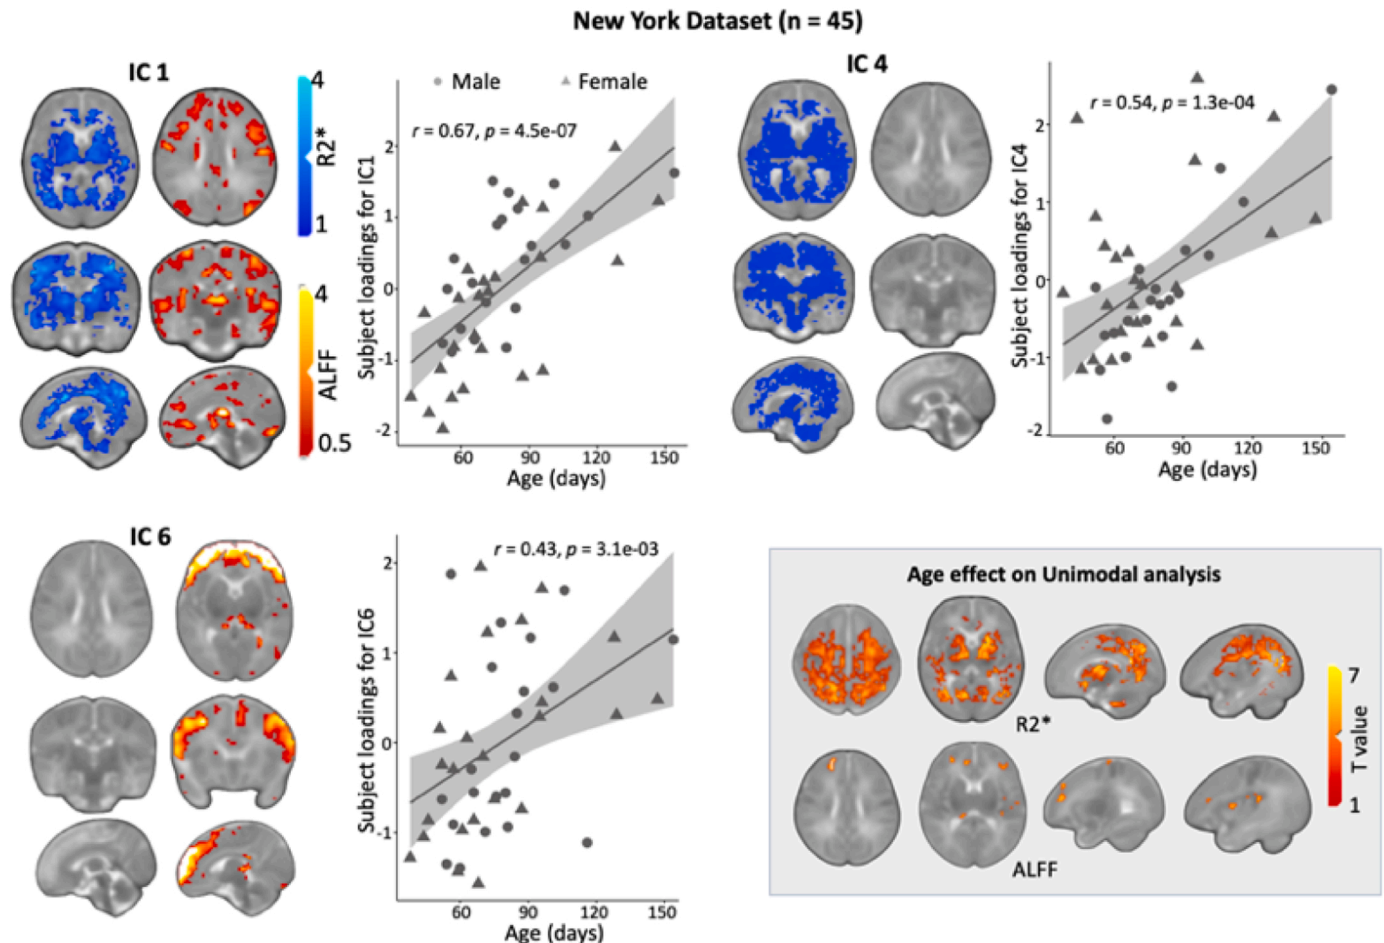 New York Dataset (n = 45)
IC 1
4
R2*
1
4
ALFF
0.5
Male
Female
r = 0.67, p = 4.5e-07
Subject loadings for IC1
2
1
0
-1
-2
60 90 120 150
Age (days)
IC 4
r = 0.54, p = 1.3e-04
Subject loadings for IC4
2
1
0
-1
-2
60 90 120 150
Age (days)
IC 6
r = 0.43, p = 3.1e-03
Subject loadings for IC6
2
1
0
-1
60 90 120 150
Age (days)
Age effect on Unimodal analysis
R2*
ALFF
7
T value
1